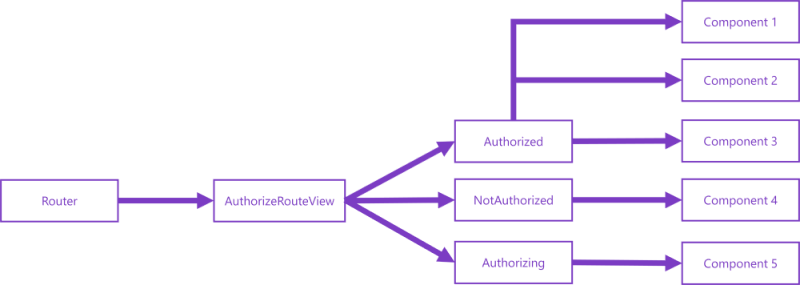 Component 1
Component 2
Authorized
Component 3
Router
AuthorizeRouteView
NotAuthorized
Component 4
Authorizing
Component 5